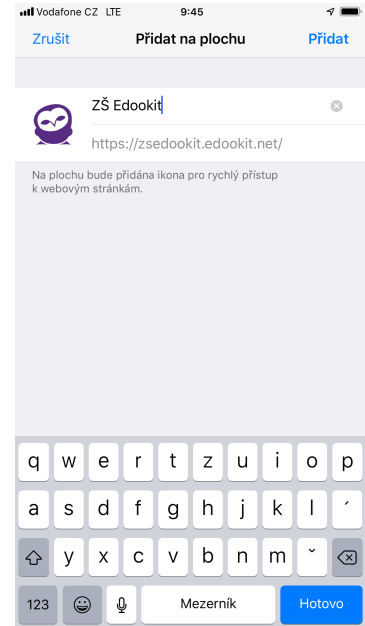 Vodafone CZ LTE 9:45
Zrušit Přidat na plochu Přidat
ZŠ Edookit
https://zsedookit.edookit.net/
Na plochu bude přidána ikona pro rychlý přístup
k webovým stránkám.
q w e r t z u i o p
a s d f g h j k l ´
y x c v b n m ˇ
123 Mezerník Hotovo